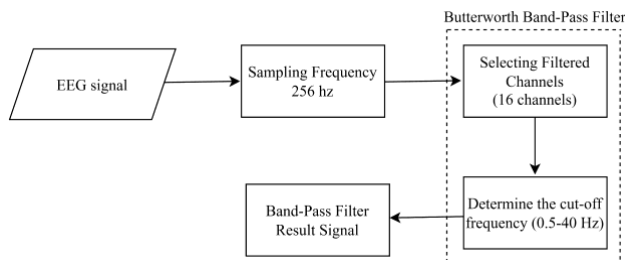 Butterworth Band-Pass Filter
EEG signal
Sampling Frequency
256 hz
Selecting Filtered
Channels
(16 channels)
Determine the cut-off
frequency (0.5-40 Hz)
Band-Pass Filter
Result Signal